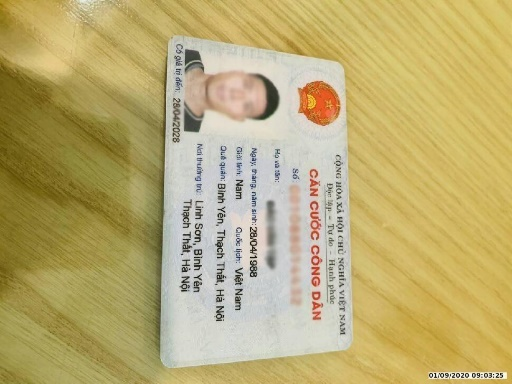 CỘNG HÒA XÃ HỘI CHỦ NGHĨA VIỆT NAM
Độc lập - Tự do - Hạnh phúc
CĂN CƯỚC CÔNG DÂN
SỐ
Họ và tên:
Ngày, tháng, năm sinh: 28/04/1988
Giới tính: Nam Quốc tịch: Việt Nam
Quê quán: Bình Yên, Thạch Thất, Hà Nội
Nơi thường trú: Linh Sơn, Bình Yên
Thạch Thất, Hà Nội
Có giá trị đến: 28/04/2028
01/09/2020 09:03:25